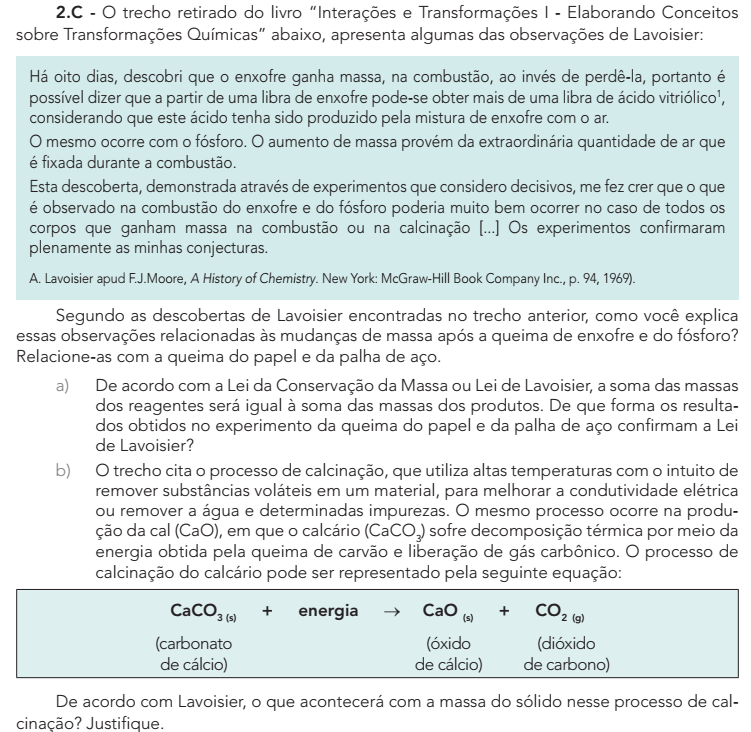 2.C - O trecho retirado do livro "Interações e Transformações I - Elaborando Conceitos
sobre Transformações Químicas" abaixo, apresenta algumas das observações de Lavoisier:
Há oito dias, descobri que o enxofre ganha massa, na combustão, ao invés de perdê-la, portanto é
possível dizer que a partir de uma libra de enxofre pode-se obter mais de uma libra de ácido vitriólico¹,
considerando que este ácido tenha sido produzido pela mistura de enxofre com o ar.
O mesmo ocorre com o fósforo. O aumento de massa provém da extraordinária quantidade de ar que
é fixada durante a combustão.
Esta descoberta, demonstrada através de experimentos que considero decisivos, me fez crer que o que
é observado na combustão do enxofre e do fósforo poderia muito bem ocorrer no caso de todos os
corpos que ganham massa na combustão ou na calcinação [...] Os experimentos confirmaram
plenamente as minhas conjecturas.
A. Lavoisier apud F.J.Moore, A History of Chemistry. New York: McGraw-Hill Book Company Inc., p. 94, 1969).
Segundo as descobertas de Lavoisier encontradas no trecho anterior, como você explica
essas observações relacionadas às mudanças de massa após a queima de enxofre e do fósforo?
Relacione-as com a queima do papel e da palha de aço.
a) De acordo com a Lei da Conservação da Massa ou Lei de Lavoisier, a soma das massas
dos reagentes será igual à soma das massas dos produtos. De que forma os resulta-
dos obtidos no experimento da queima do papel e da palha de aço confirmam a Lei
de Lavoisier?
b) O trecho cita o processo de calcinação, que utiliza altas temperaturas com o intuito de
remover substâncias voláteis em um material, para melhorar a condutividade elétrica
ou remover a água e determinadas impurezas. O mesmo processo ocorre na produ-
ção da cal (CaO), em que o calcário (CaCO₃) sofre decomposição térmica por meio da
energia obtida pela queima de carvão e liberação de gás carbônico. O processo de
calcinação do calcário pode ser representado pela seguinte equação:
CaCO₃ (s) + energia → CaO (s) + CO₂ (g)
(carbonato (óxido (dióxido
de cálcio) de cálcio) de carbono)
De acordo com Lavoisier, o que acontecerá com a massa do sólido nesse processo de cal-
cinação? Justifique.